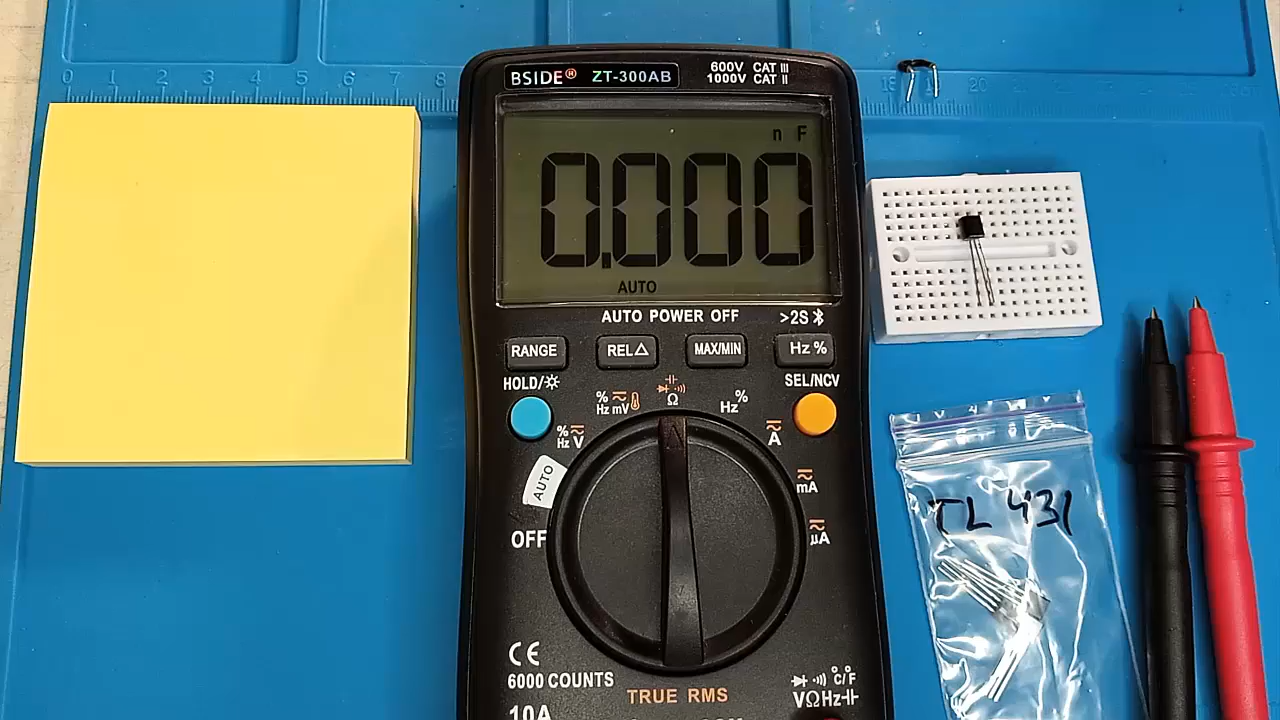 0 1 2 3 4 5 6 7 8
BSIDE® ZT-300AB
600V CAT III
1000V CAT II
18
20
n F
0.000
AUTO
AUTO POWER OFF
>2S
RANGE
REL△
MAX/MIN
Hz %
HOLD/
SEL/NCV
%
Hz mV
Ω
Hz%
%
Hz V
A
AUTO
mA
OFF
µA
TL 431
CE
6000 COUNTS
TRUE RMS
°C/°F
VΩHz
10A